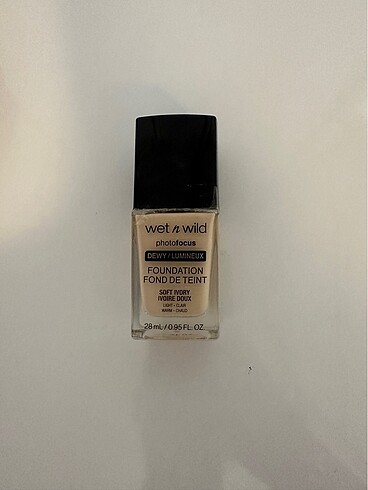 wet n wild
photofocus
DEWY / LUMINEUX
FOUNDATION
FOND DE TEINT
SOFT IVORY
IVOIRE DOUX
LIGHT - CLAIR
WARM - CHAUD
28 mL / 0.95 FL. OZ.